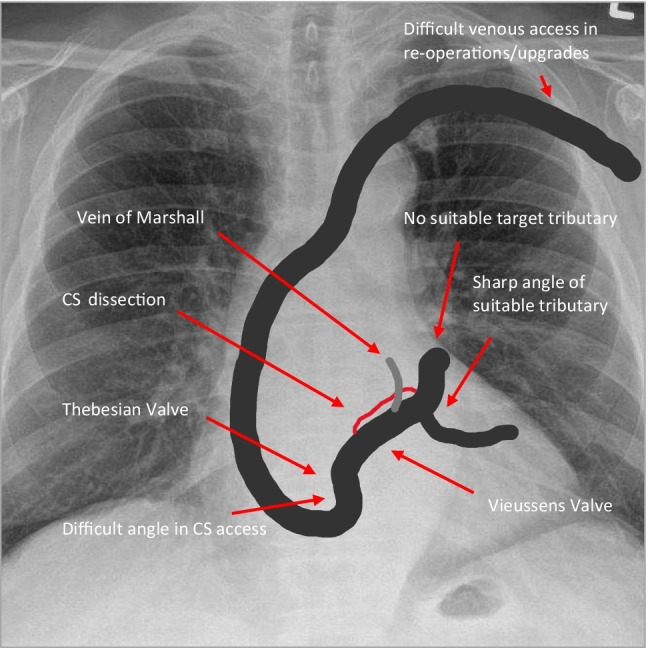 L
Difficult venous access in
re-operations/upgrades
Vein of Marshall
No suitable target tributary
Sharp angle of
suitable tributary
CS dissection
Thebesian Valve
Vieussens Valve
Difficult angle in CS access